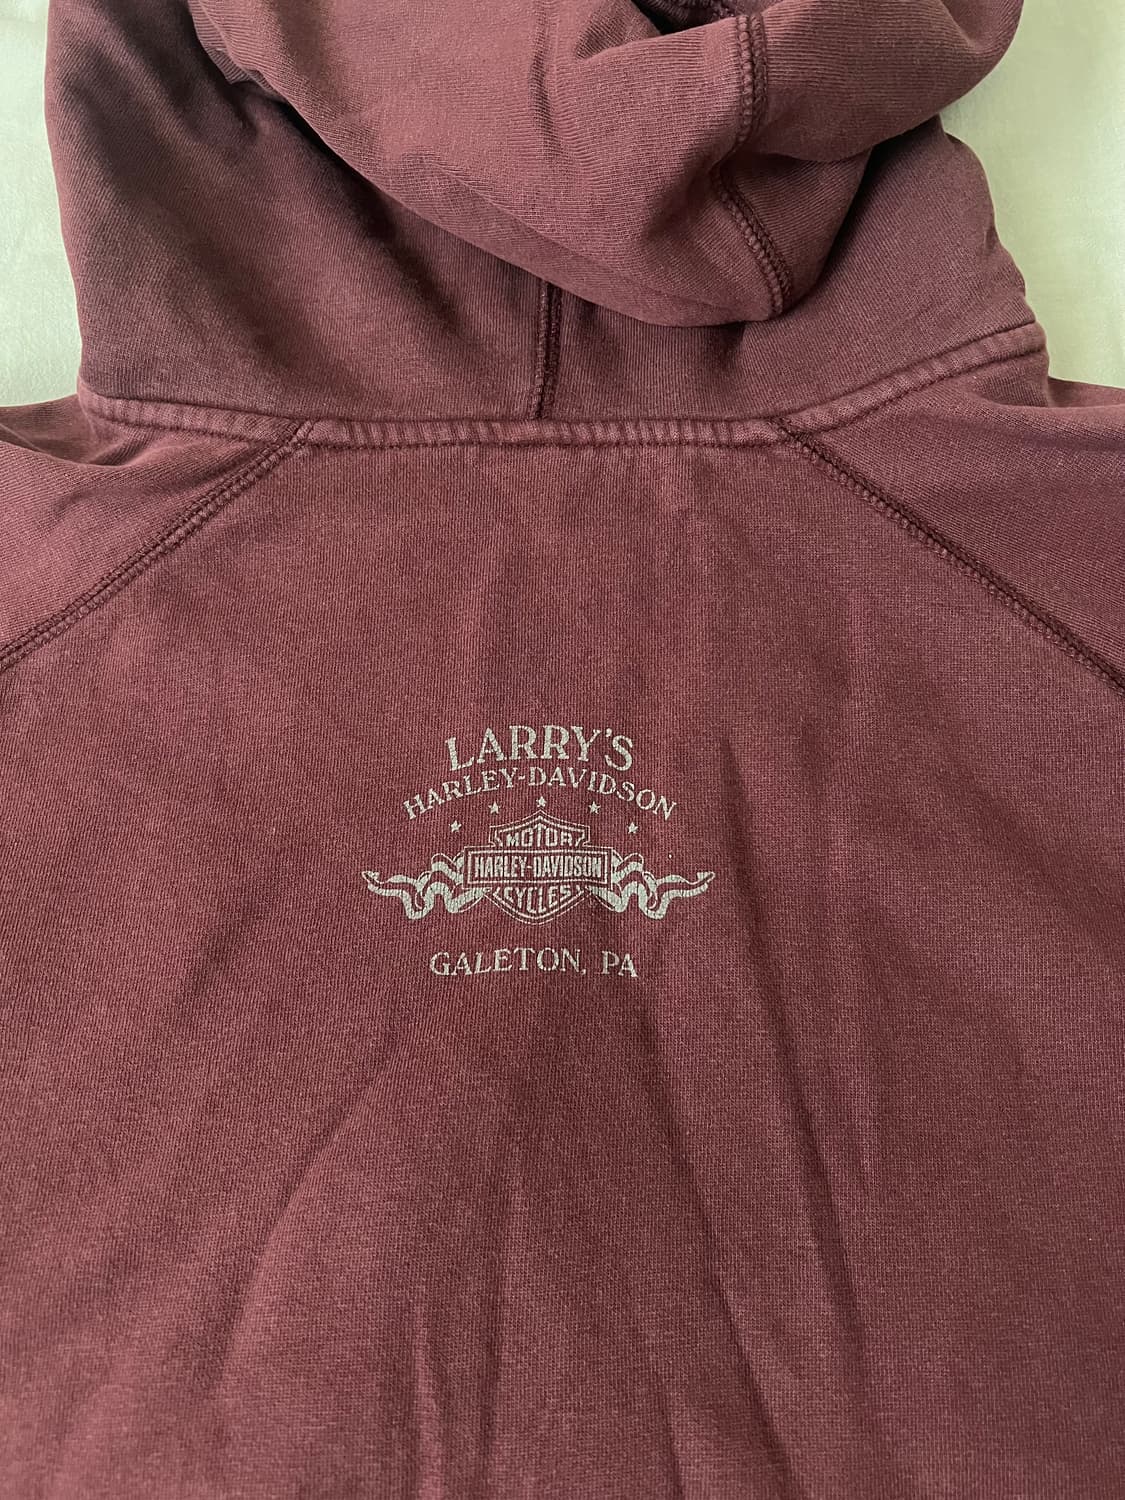 LARRY'S
HARLEY-DAVIDSON
MOTOR
HARLEY-DAVIDSON
CYCLES
GALETON, PA